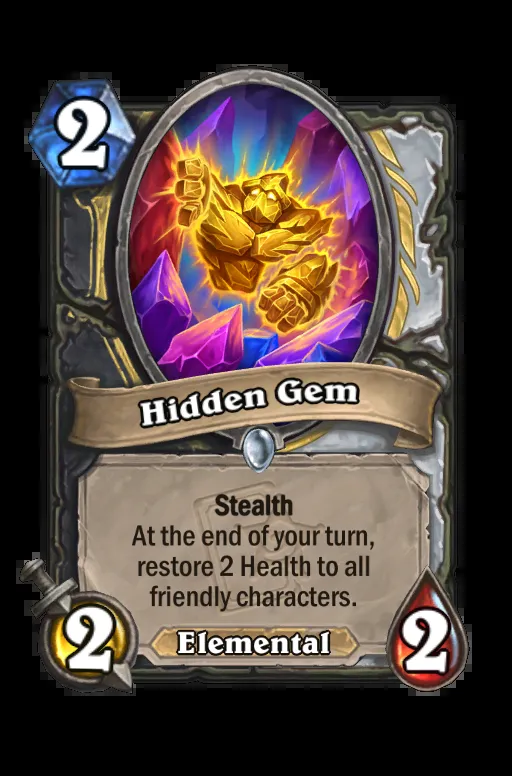 2
Hidden Gem
Stealth
At the end of your turn,
restore 2 Health to all
friendly characters.
2
Elemental
2